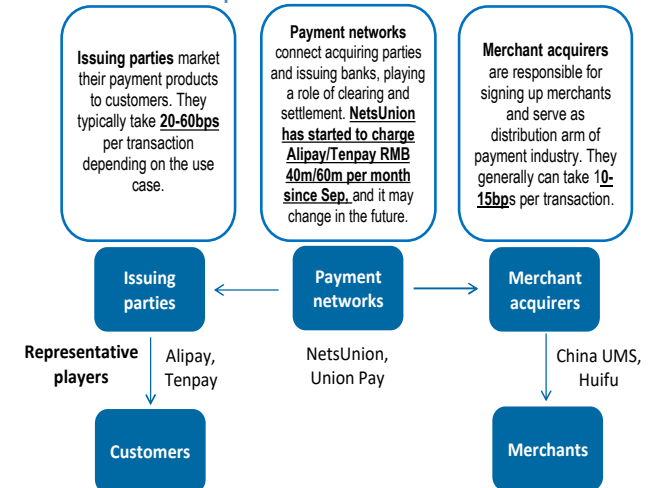 Issuing parties market
their payment products
to customers. They
typically take 20-60bps
per transaction
depending on the use
case.
Payment networks
connect acquiring parties
and issuing banks, playing
a role of clearing and
settlement. NetsUnion
has started to charge
Alipay/Tenpay RMB
40m/60m per month
since Sep, and it may
change in the future.
Merchant acquirers
are responsible for
signing up merchants
and serve as
distribution arm of
payment industry. They
generally can take 10-
15bps per transaction.
Issuing
parties
Payment
networks
Merchant
acquirers
Representative
players
Alipay,
Tenpay
NetsUnion,
Union Pay
China UMS,
Huifu
Customers
Merchants